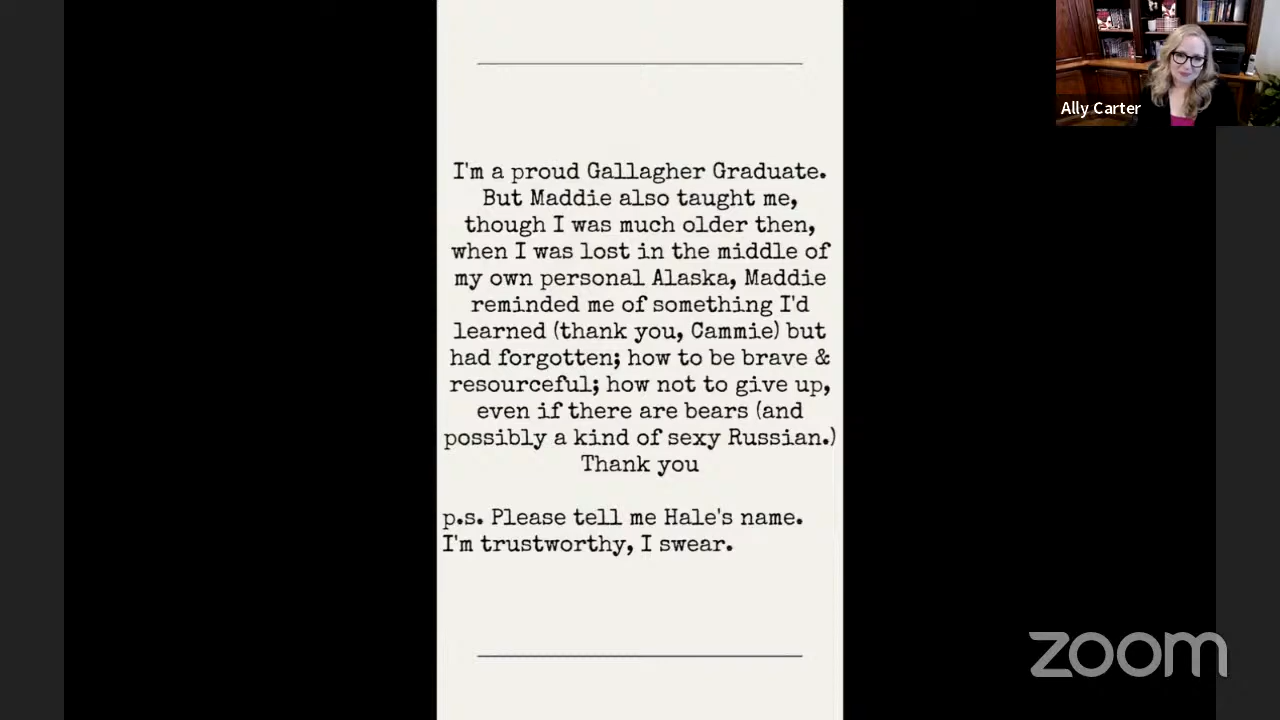 Ally Carter
I'm a proud Gallagher Graduate.
But Maddie also taught me,
though I was much older then,
when I was lost in the middle of
my own personal Alaska, Maddie
reminded me of something I'd
learned (thank you, Cammie) but
had forgotten; how to be brave &
resourceful; how not to give up,
even if there are bears (and
possibly a kind of sexy Russian.)
Thank you
p.s. Please tell me Hale's name.
I'm trustworthy, I swear.
zoom